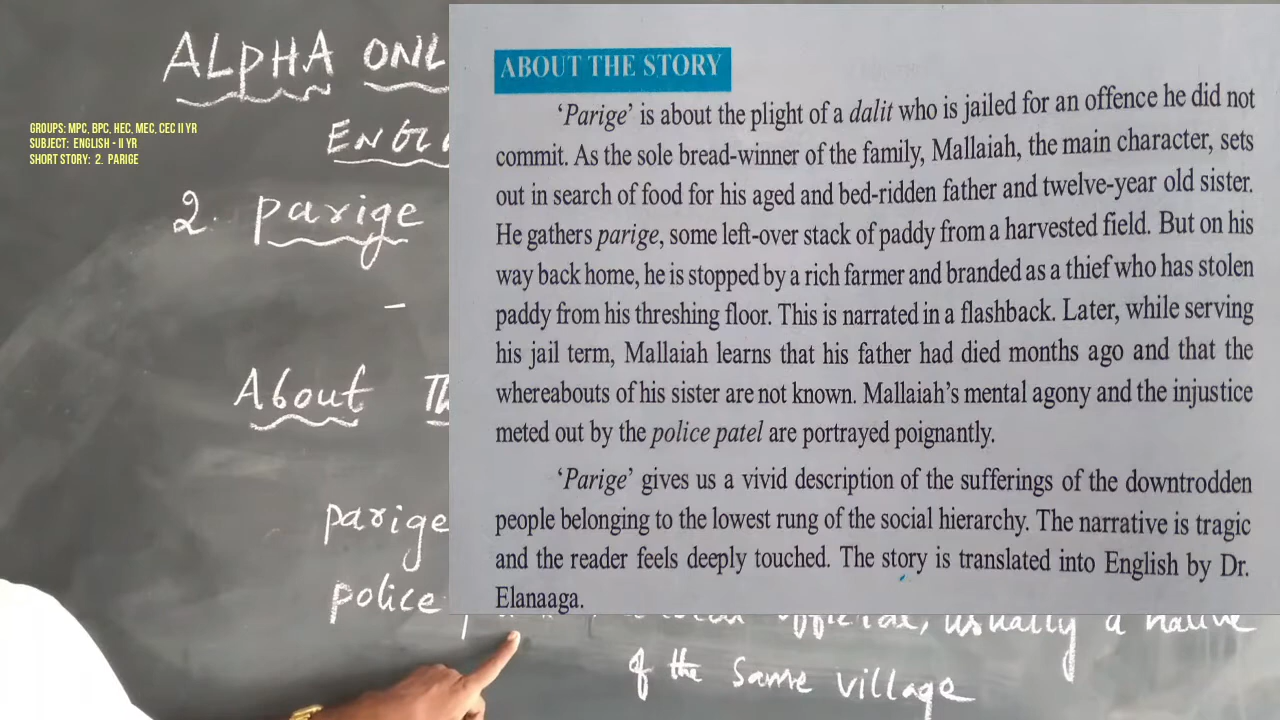 ALPHA ONL
ENGL
GROUPS: MPC, BPC, HEC, MEC, CEC II YR
SUBJECT: ENGLISH - II YR
SHORT STORY: 2. PARIGE
2. parige
-
About Th
parige
police
official, usually a native
of the same village
ABOUT THE STORY
‘Parige’ is about the plight of a dalit who is jailed for an offence he did not
commit. As the sole bread-winner of the family, Mallaiah, the main character, sets
out in search of food for his aged and bed-ridden father and twelve-year old sister.
He gathers parige, some left-over stack of paddy from a harvested field. But on his
way back home, he is stopped by a rich farmer and branded as a thief who has stolen
paddy from his threshing floor. This is narrated in a flashback. Later, while serving
his jail term, Mallaiah learns that his father had died months ago and that the
whereabouts of his sister are not known. Mallaiah’s mental agony and the injustice
meted out by the police patel are portrayed poignantly.
‘Parige’ gives us a vivid description of the sufferings of the downtrodden
people belonging to the lowest rung of the social hierarchy. The narrative is tragic
and the reader feels deeply touched. The story is translated into English by Dr.
Elanaaga.